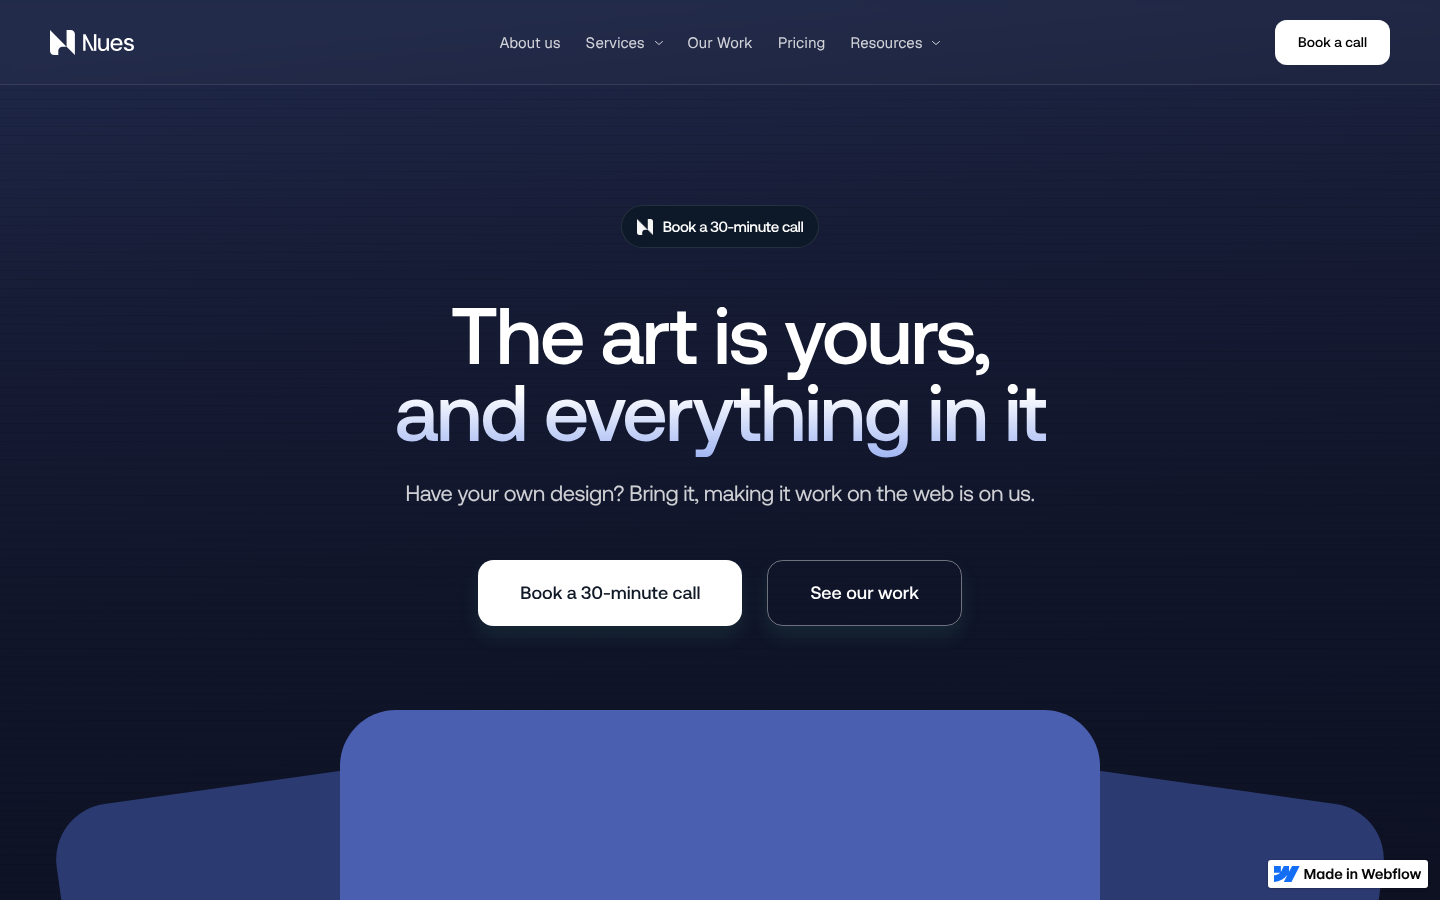 Nues
About us
Services
Our Work
Pricing
Resources
Book a call
Book a 30-minute call
The art is yours,
and everything in it
Have your own design? Bring it, making it work on the web is on us.
Book a 30-minute call
See our work
Made in Webflow